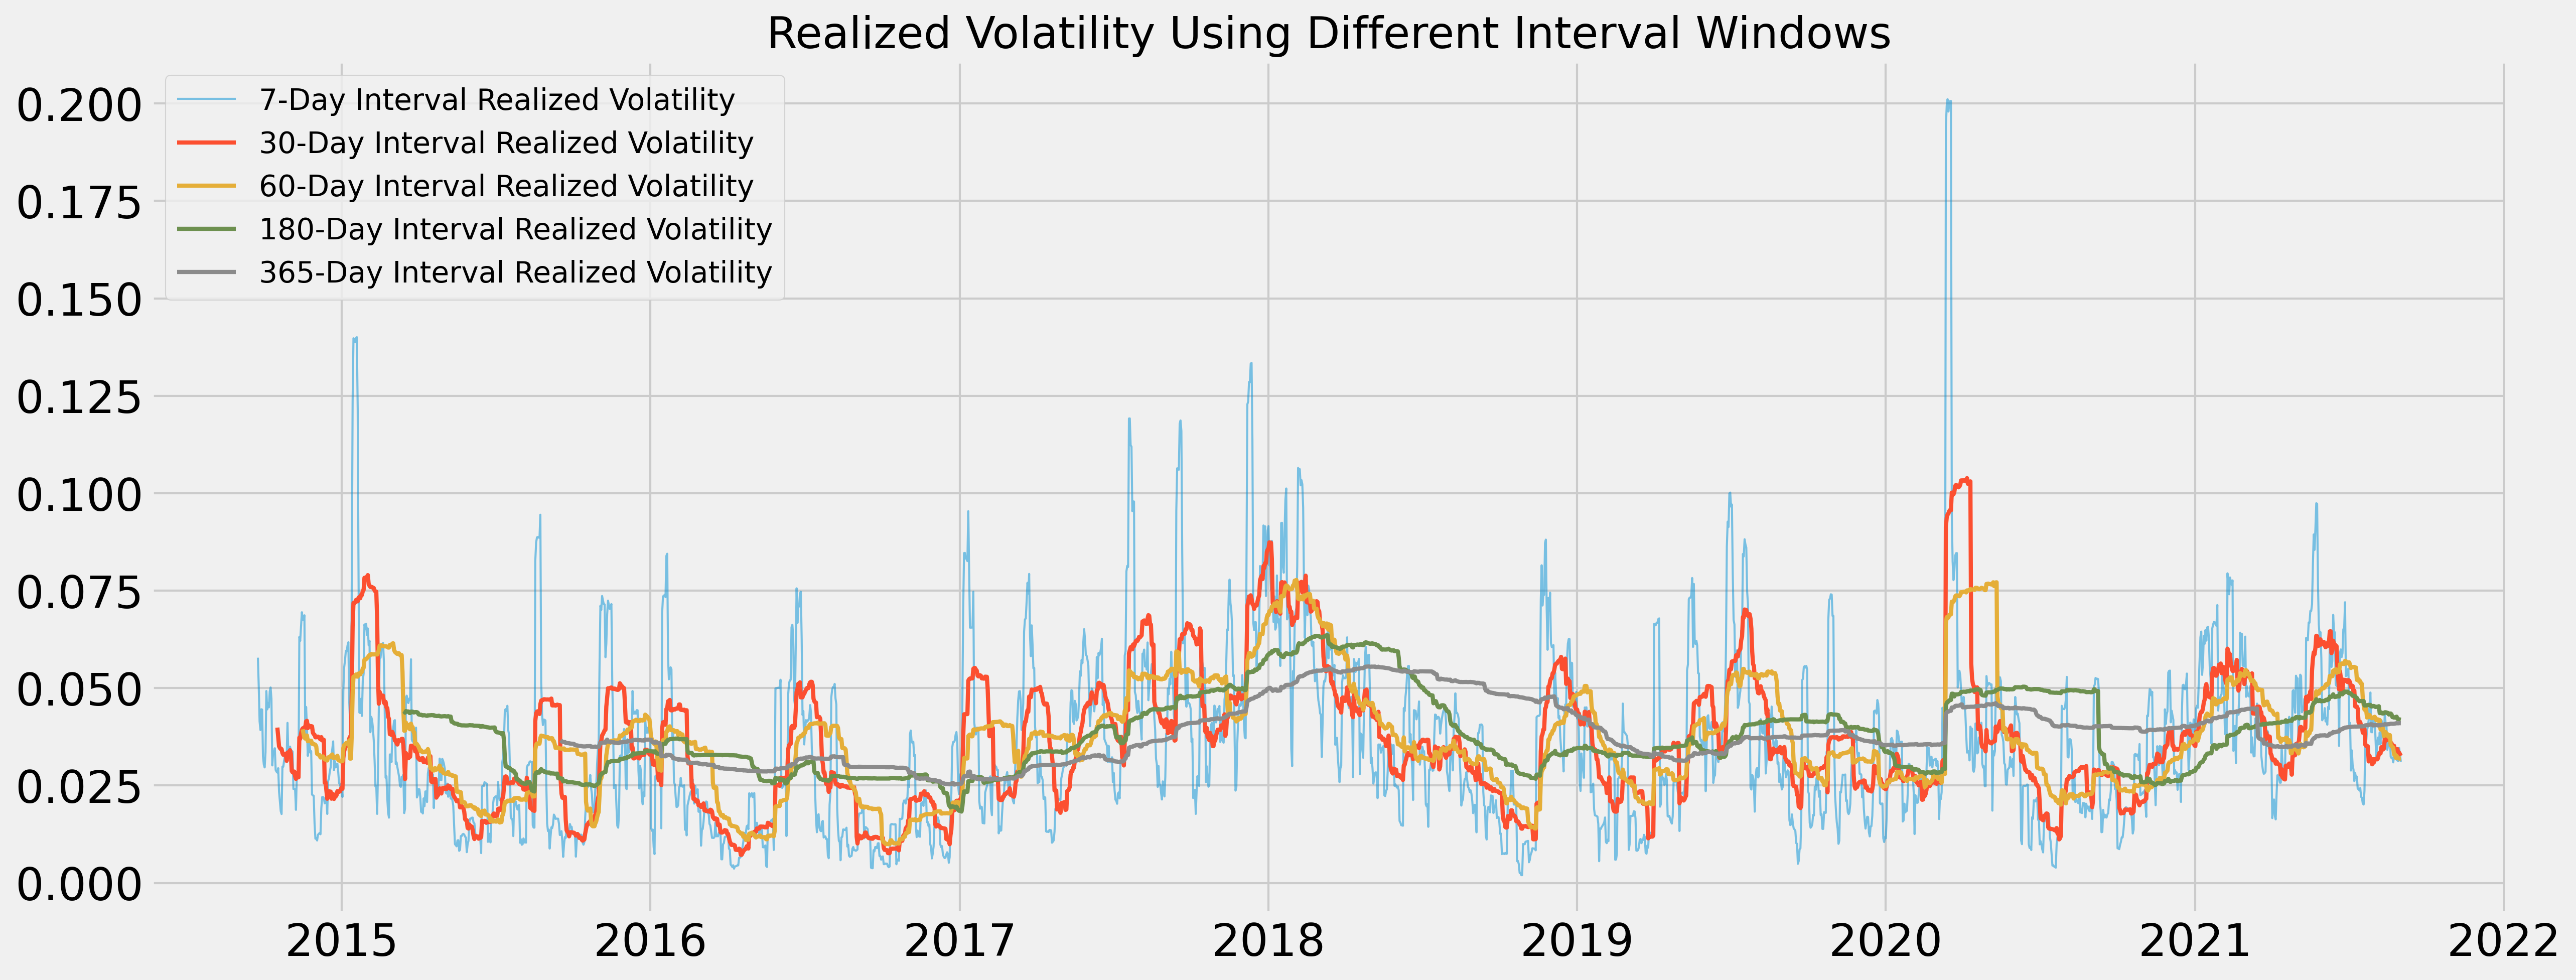 Realized Volatility Using Different Interval Windows
7-Day Interval Realized Volatility
30-Day Interval Realized Volatility
60-Day Interval Realized Volatility
180-Day Interval Realized Volatility
365-Day Interval Realized Volatility
0.200
0.175
0.150
0.125
0.100
0.075
0.050
0.025
0.000
2015 2016 2017 2018 2019 2020 2021 2022